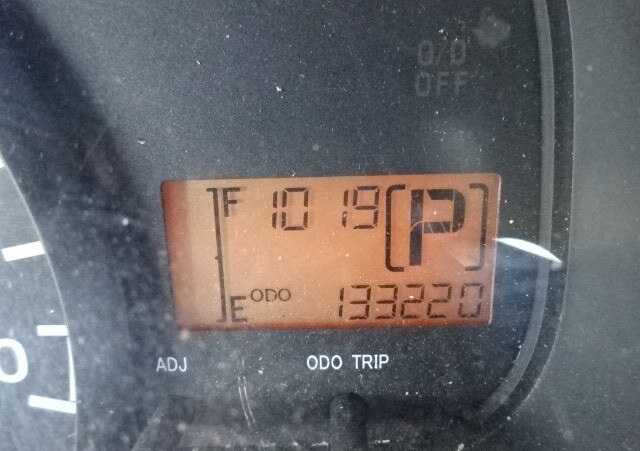 O/D
OFF
F 10 19 P
E ODO 133220
ADJ ODO TRIP